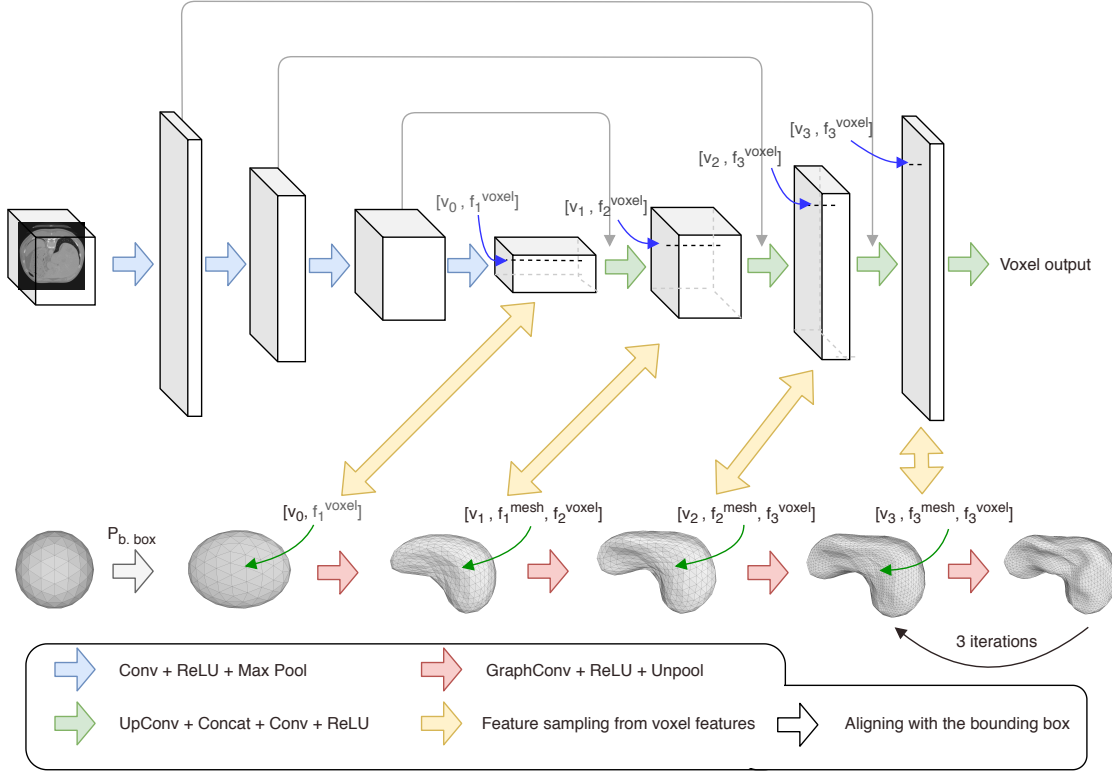 [v₃ , f₃ᵛᵒˣᵉˡ]
[v₂ , f₃ᵛᵒˣᵉˡ]
[v₀ , f₁ᵛᵒˣᵉˡ]
[v₁ , f₂ᵛᵒˣᵉˡ]
Voxel output
[v₀, f₁ᵛᵒˣᵉˡ]
[v₁ , f₁ᵐᵉˢʰ, f₂ᵛᵒˣᵉˡ]
[v₂ , f₂ᵐᵉˢʰ, f₃ᵛᵒˣᵉˡ]
[v₃ , f₃ᵐᵉˢʰ, f₃ᵛᵒˣᵉˡ]
P b. box
3 iterations
Conv + ReLU + Max Pool
GraphConv + ReLU + Unpool
UpConv + Concat + Conv + ReLU
Feature sampling from voxel features
Aligning with the bounding box